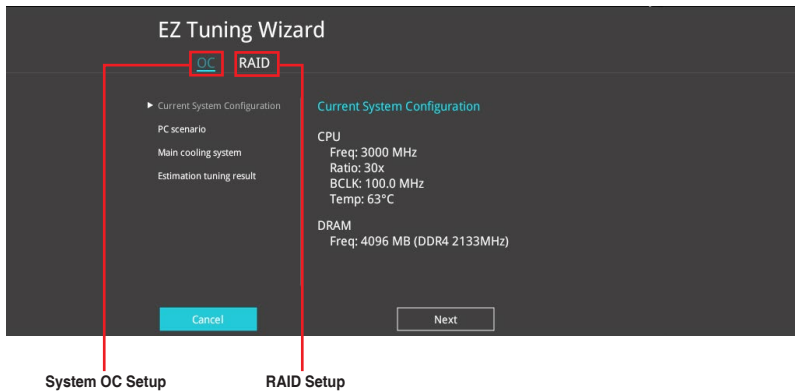 EZ Tuning Wizard
OC RAID
Current System Configuration
PC scenario
Main cooling system
Estimation tuning result
Current System Configuration
CPU
Freq: 3000 MHz
Ratio: 30x
BCLK: 100.0 MHz
Temp: 63°C
DRAM
Freq: 4096 MB (DDR4 2133MHz)
Cancel
Next
System OC Setup
RAID Setup